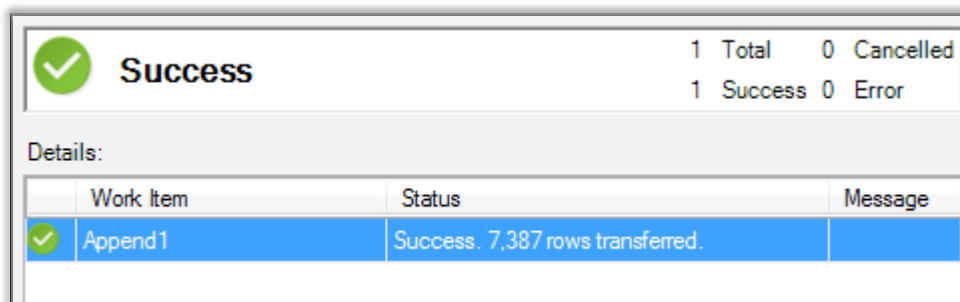 Success
1 Total 0 Cancelled
1 Success 0 Error
Details:
Work Item Status Message
Append1 Success. 7,387 rows transferred.